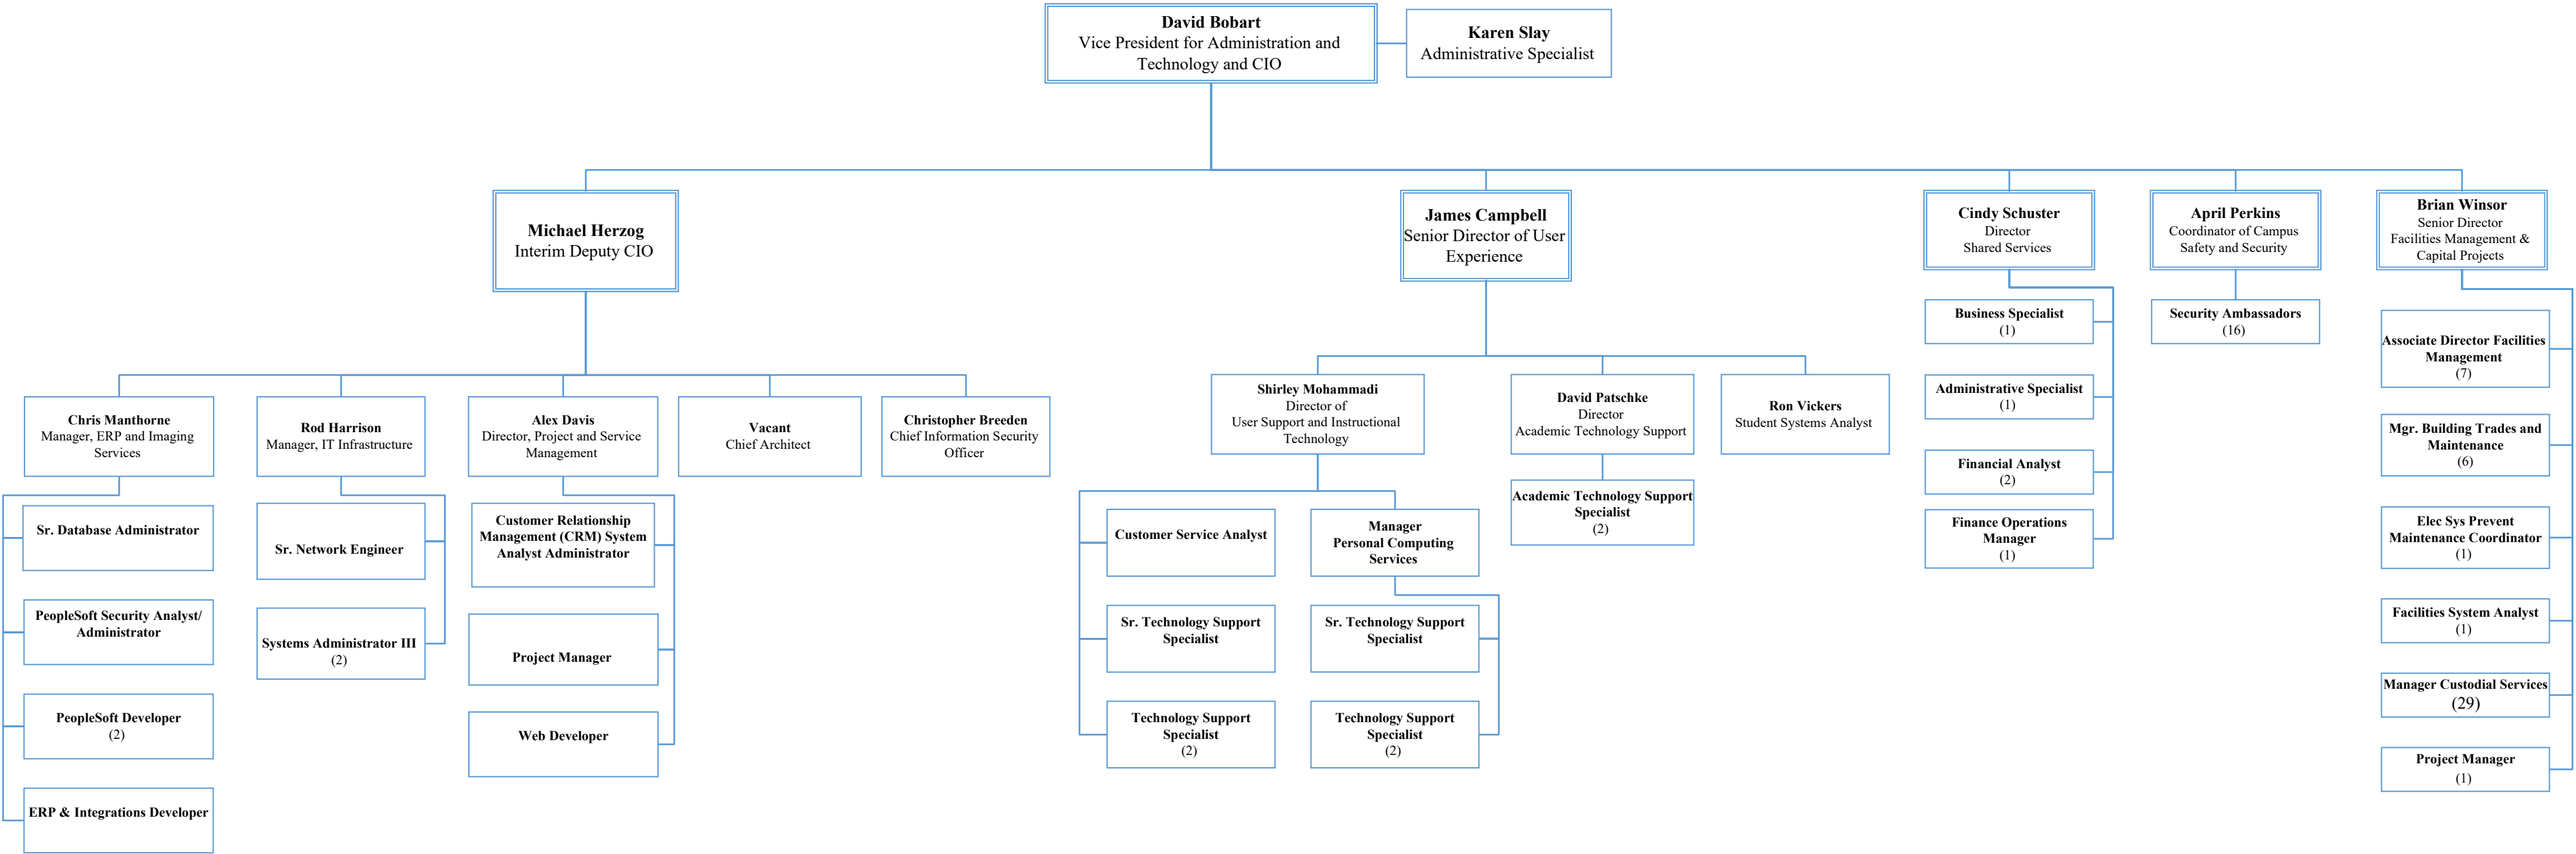 David Bobart
Vice President for Administration and
Technology and CIO
Karen Slay
Administrative Specialist
Michael Herzog
Interim Deputy CIO
James Campbell
Senior Director of User
Experience
Cindy Schuster
Director
Shared Services
April Perkins
Coordinator of Campus
Safety and Security
Brian Winsor
Senior Director
Facilities Management &
Capital Projects
Chris Manthorne
Manager, ERP and Imaging
Services
Sr. Database Administrator
PeopleSoft Security Analyst/
Administrator
PeopleSoft Developer
(2)
ERP & Integrations Developer
Rod Harrison
Manager, IT Infrastructure
Sr. Network Engineer
Systems Administrator III
(2)
Alex Davis
Director, Project and Service
Management
Customer Relationship
Management (CRM) System
Analyst Administrator
Project Manager
Web Developer
Vacant
Chief Architect
Christopher Breeden
Chief Information Security
Officer
Shirley Mohammadi
Director of
User Support and Instructional
Technology
Customer Service Analyst
Sr. Technology Support
Specialist
Technology Support
Specialist
(2)
Manager
Personal Computing
Services
Sr. Technology Support
Specialist
Technology Support
Specialist
(2)
David Patschke
Director
Academic Technology Support
Academic Technology Support
Specialist
(2)
Ron Vickers
Student Systems Analyst
Business Specialist
(1)
Administrative Specialist
(1)
Financial Analyst
(2)
Finance Operations
Manager
(1)
Security Ambassadors
(16)
Associate Director Facilities
Management
(7)
Mgr. Building Trades and
Maintenance
(6)
Elec Sys Prevent
Maintenance Coordinator
(1)
Facilities System Analyst
(1)
Manager Custodial Services
(29)
Project Manager
(1)